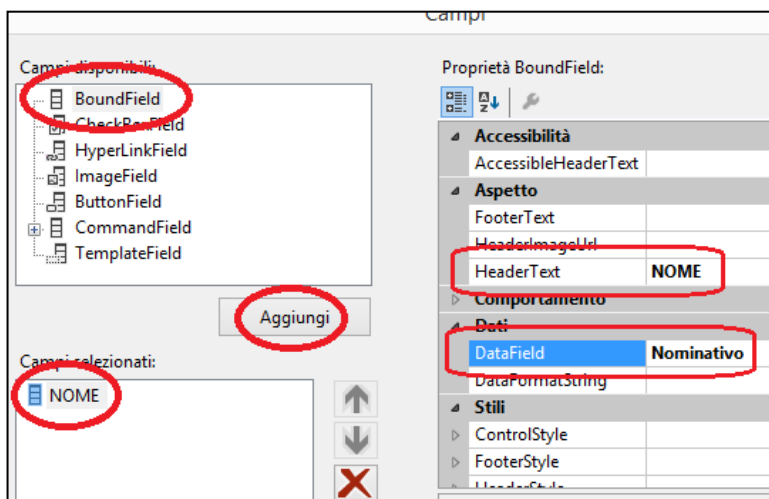 Campi
Campi disponibili:
BoundField
CheckBoxField
HyperLinkField
ImageField
ButtonField
CommandField
TemplateField
Aggiungi
Campi selezionati:
NOME
Proprietà BoundField:
Accessibilità
AccessibleHeaderText
Aspetto
FooterText
HeaderImageUrl
HeaderText NOME
Comportamento
Dati
DataField Nominativo
DataFormatString
Stili
ControlStyle
FooterStyle
HeaderStyle